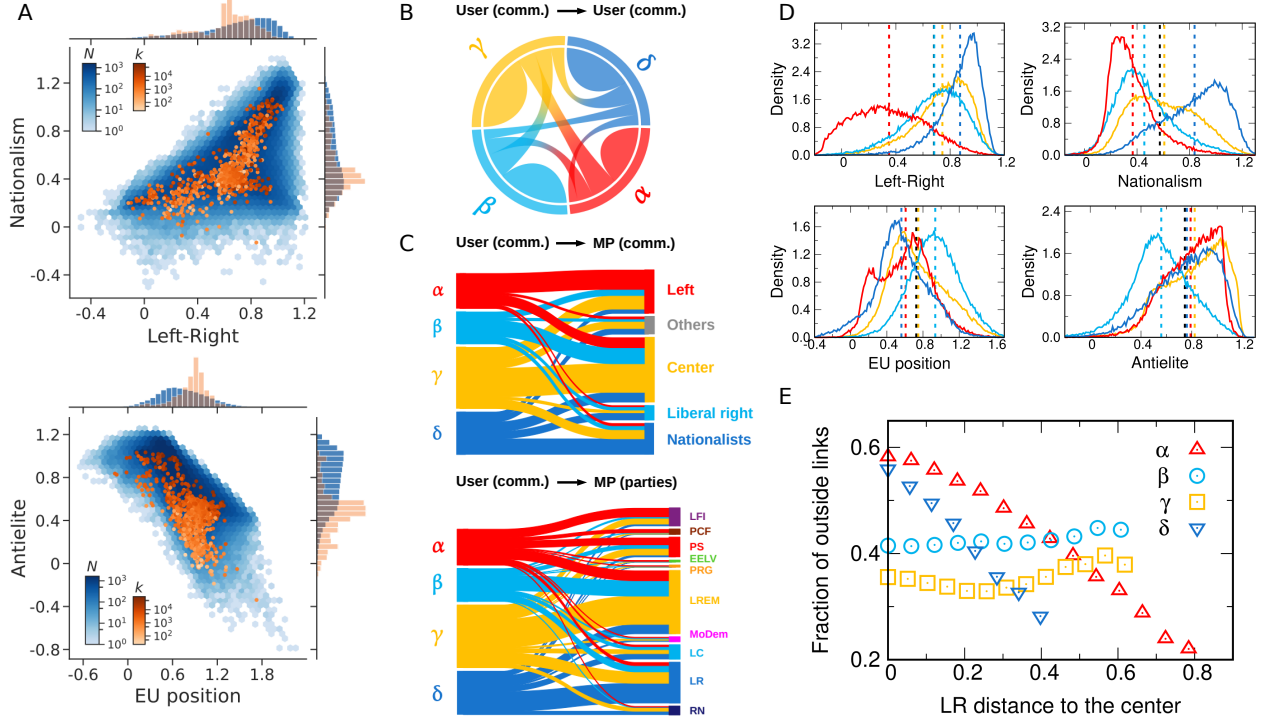 A
N
k
10³
10²
10¹
10⁰
10⁴
10³
10²
Nationalism
1.2
0.8
0.4
0
-0.4
-0.4 0 0.4 0.8 1.2
Left-Right
Antielite
1.2
0.8
0.4
0
-0.4
-0.8
N
k
10³
10²
10¹
10⁰
10⁴
10³
10²
-0.6 0 0.6 1.2 1.8
EU position
B
User (comm.) → User (comm.)
γ
δ
β
α
C
User (comm.) → MP (comm.)
α
β
γ
δ
Left
Others
Center
Liberal right
Nationalists
User (comm.) → MP (parties)
α
β
γ
δ
LFI
PCF
PS
EELV
PRG
LREM
MoDem
LC
LR
RN
D
Density
3.2
2.4
1.6
0.8
0.0
0 0.4 0.8 1.2
Left-Right
Density
3.2
2.4
1.6
0.8
0.0
0 0.4 0.8 1.2
Nationalism
Density
1.6
1.2
0.8
0.4
0.0
-0.4 0 0.4 0.8 1.2 1.6
EU position
Density
2.4
1.6
0.8
0.0
0 0.4 0.8 1.2
Antielite
E
Fraction of outside links
0.6
0.4
0.2
α
β
γ
δ
0 0.2 0.4 0.6 0.8
LR distance to the center